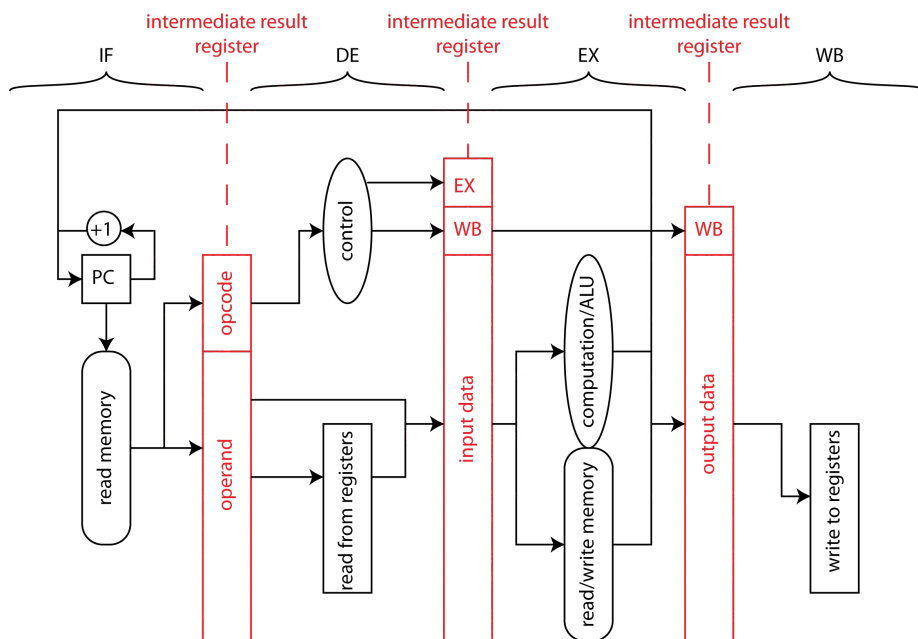 intermediate result
register
intermediate result
register
intermediate result
register
IF
DE
EX
WB
+1
PC
read memory
opcode
operand
control
read from registers
EX
WB
input data
computation/ALU
read/write memory
WB
output data
write to registers